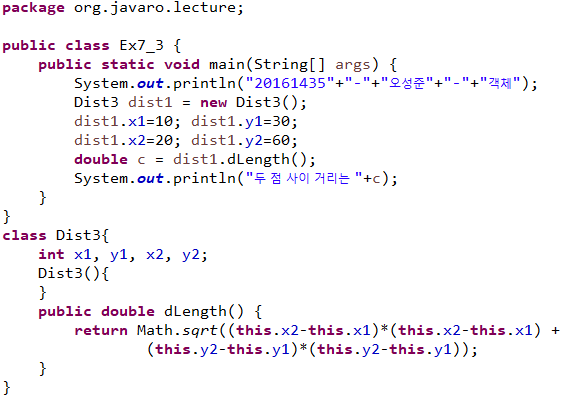 package org.javaro.lecture;
public class Ex7_3 {
public static void main(String[] args) {
System.out.println("20161435"+"-"+"오성준"+"-"+"객체");
Dist3 dist1 = new Dist3();
dist1.x1=10; dist1.y1=30;
dist1.x2=20; dist1.y2=60;
double c = dist1.dLength();
System.out.println("두 점 사이 거리는 "+c);
}
}
class Dist3{
int x1, y1, x2, y2;
Dist3(){
}
public double dLength() {
return Math.sqrt((this.x2-this.x1)*(this.x2-this.x1) +
(this.y2-this.y1)*(this.y2-this.y1));
}
}